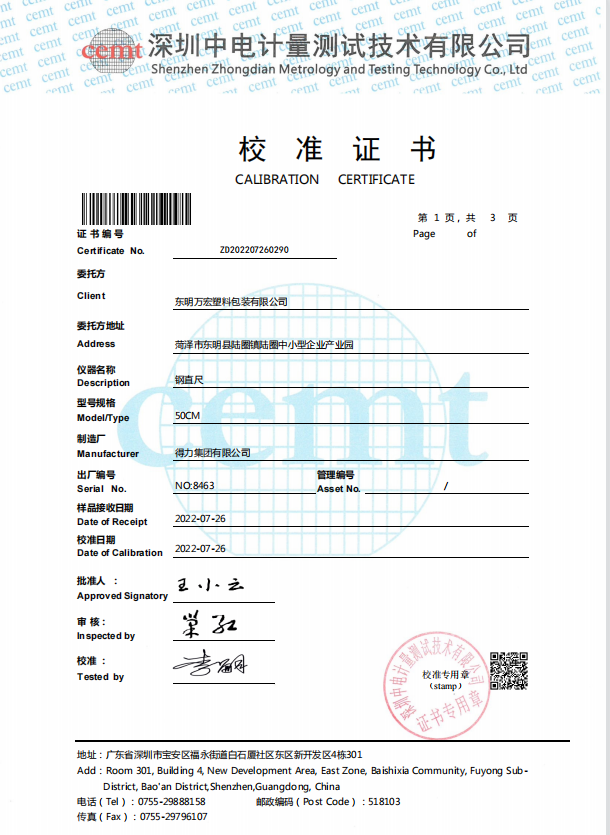 cemt 深圳中电计量测试技术有限公司
Shenzhen Zhongdian Metrology and Testing Technology Co., Ltd
校准证书
CALIBRATION CERTIFICATE
第 1 页, 共 3 页
Page of
证书编号
Certificate No. ZD202207260290
委托方
Client 东明万宏塑料包装有限公司
委托方地址
Address 菏泽市东明县陆圈镇陆圈中小型企业产业园
仪器名称
Description 钢直尺
型号规格
Model/Type 50CM
制造厂
Manufacturer 得力集团有限公司
出厂编号 管理编号
Serial No. NO:8463 Asset No. /
样品接收日期
Date of Receipt 2022-07-26
校准日期
Date of Calibration 2022-07-26
cemt
批准人 : 王小云
Approved Signatory
审 核 :
Inspected by
校准 :
Tested by
深圳中电计量测试技术有限公司
校准专用章
(stamp)
证书专用章
地址: 广东省深圳市宝安区福永街道白石厦社区东区新开发区4栋301
Add: Room 301, Building 4, New Development Area, East Zone, Baishixia Community, Fuyong Sub-
District, Bao'an District,Shenzhen,Guangdong, China
电话 ( Tel ) : 0755-29888158 邮政编码 ( Post Code ) : 518103
传真 ( Fax ) : 0755-29796107